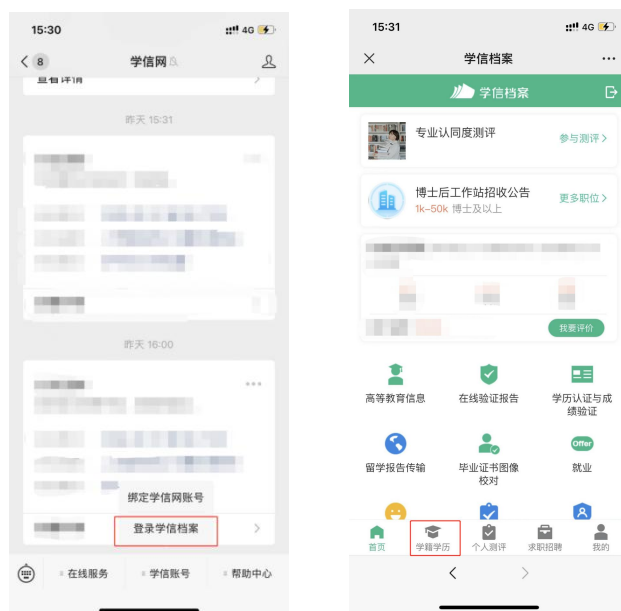 15:30
4G
8
学信网
查看详情
昨天 15:31
昨天 16:00
绑定学信网账号
登录学信档案
在线服务
学信账号
帮助中心
15:31
4G
学信档案
学信档案
专业认同度测评
参与测评
博士后工作站招收公告
1k-50k 博士及以上
更多职位
我要评价
高等教育信息
在线验证报告
学历认证与成
绩验证
Offer
留学报告传输
毕业证书图像
校对
就业
首页
学籍学历
个人测评
求职招聘
我的